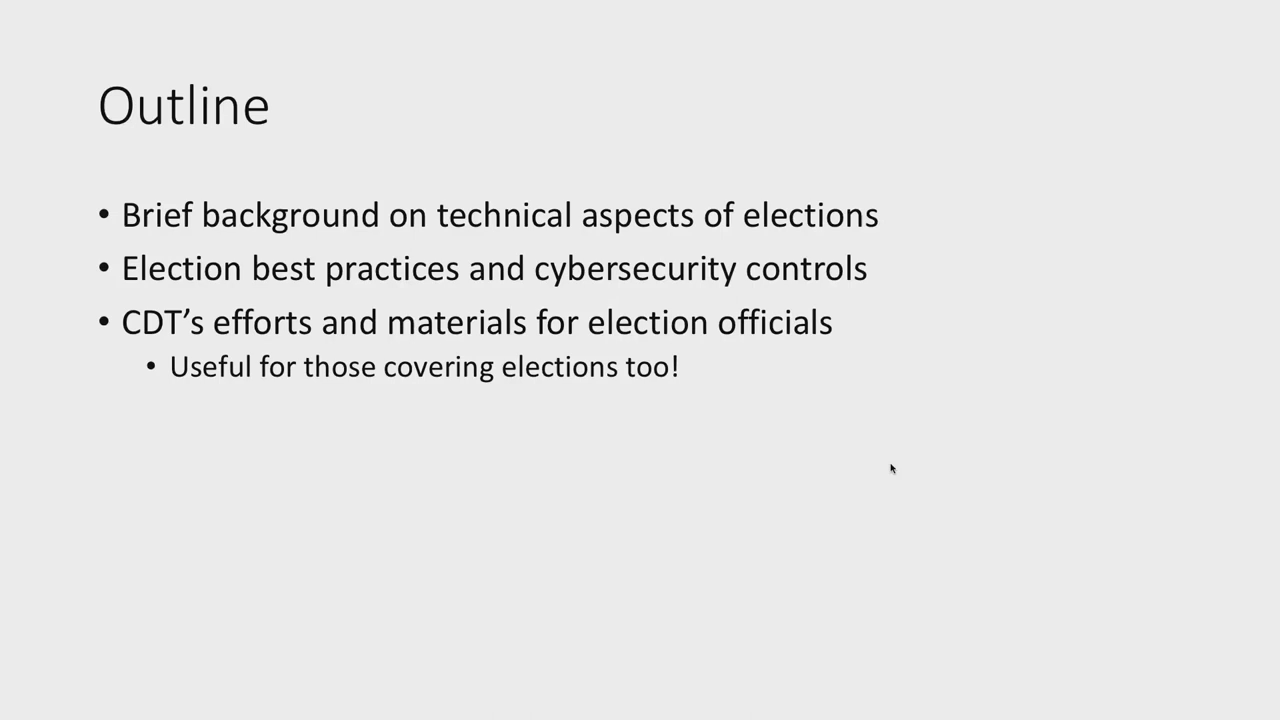 Outline
• Brief background on technical aspects of elections
• Election best practices and cybersecurity controls
• CDT’s efforts and materials for election officials
• Useful for those covering elections too!